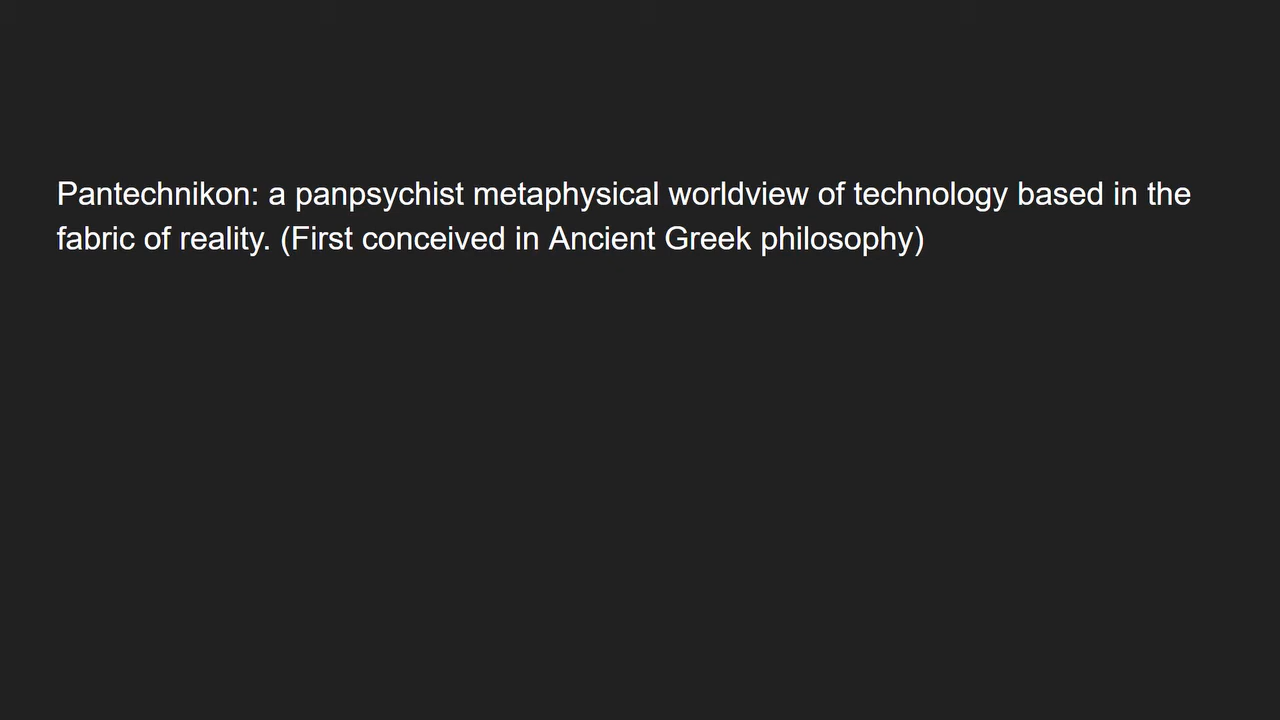 Pantechnikon: a panpsychist metaphysical worldview of technology based in the
fabric of reality. (First conceived in Ancient Greek philosophy)